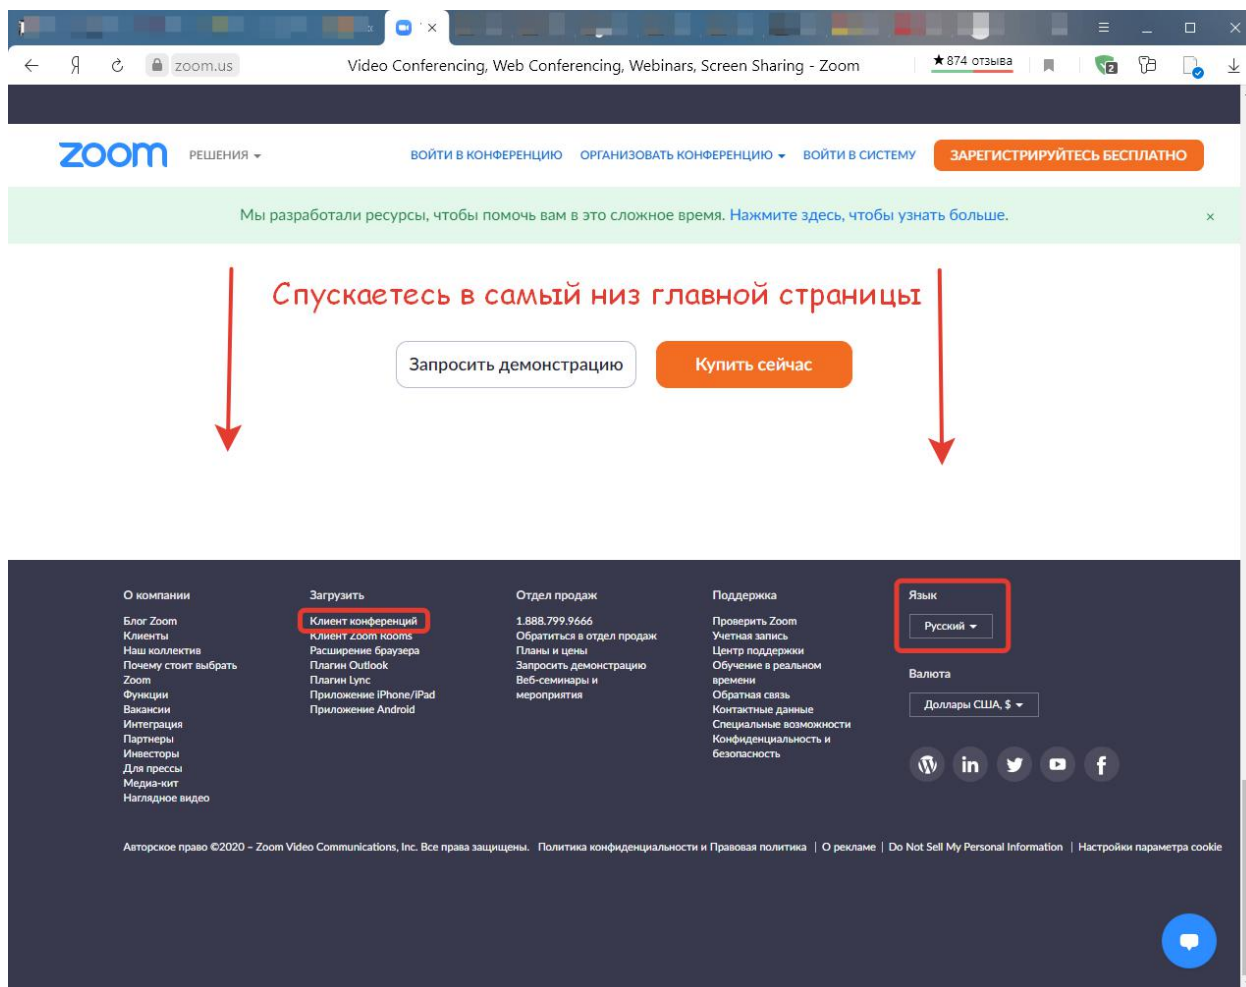 zoom.us
Video Conferencing, Web Conferencing, Webinars, Screen Sharing - Zoom
★874 отзыва
2
zoom
РЕШЕНИЯ
ВОЙТИ В КОНФЕРЕНЦИЮ
ОРГАНИЗОВАТЬ КОНФЕРЕНЦИЮ
ВОЙТИ В СИСТЕМУ
ЗАРЕГИСТРИРУЙТЕСЬ БЕСПЛАТНО
Мы разработали ресурсы, чтобы помочь вам в это сложное время. Нажмите здесь, чтобы узнать больше.
Спускаетесь в самый низ главной страницы
Запросить демонстрацию
Купить сейчас
О компании
Блог Zoom
Клиенты
Наш коллектив
Почему стоит выбрать
Zoom
Функции
Вакансии
Интеграция
Партнеры
Инвесторы
Для прессы
Медиа-кит
Наглядное видео
Загрузить
Клиент конференций
Клиент Zoom Rooms
Расширение браузера
Плагин Outlook
Плагин Lync
Приложение iPhone/iPad
Приложение Android
Отдел продаж
1.888.799.9666
Обратиться в отдел продаж
Планы и цены
Запросить демонстрацию
Веб-семинары и
мероприятия
Поддержка
Проверить Zoom
Учетная запись
Центр поддержки
Обучение в реальном
времени
Обратная связь
Контактные данные
Специальные возможности
Конфиденциальность и
безопасность
Язык
Русский
Валюта
Доллары США, $
Авторское право ©2020 – Zoom Video Communications, Inc. Все права защищены. Политика конфиденциальности и Правовая политика | О рекламе | Do Not Sell My Personal Information | Настройки параметра cookie